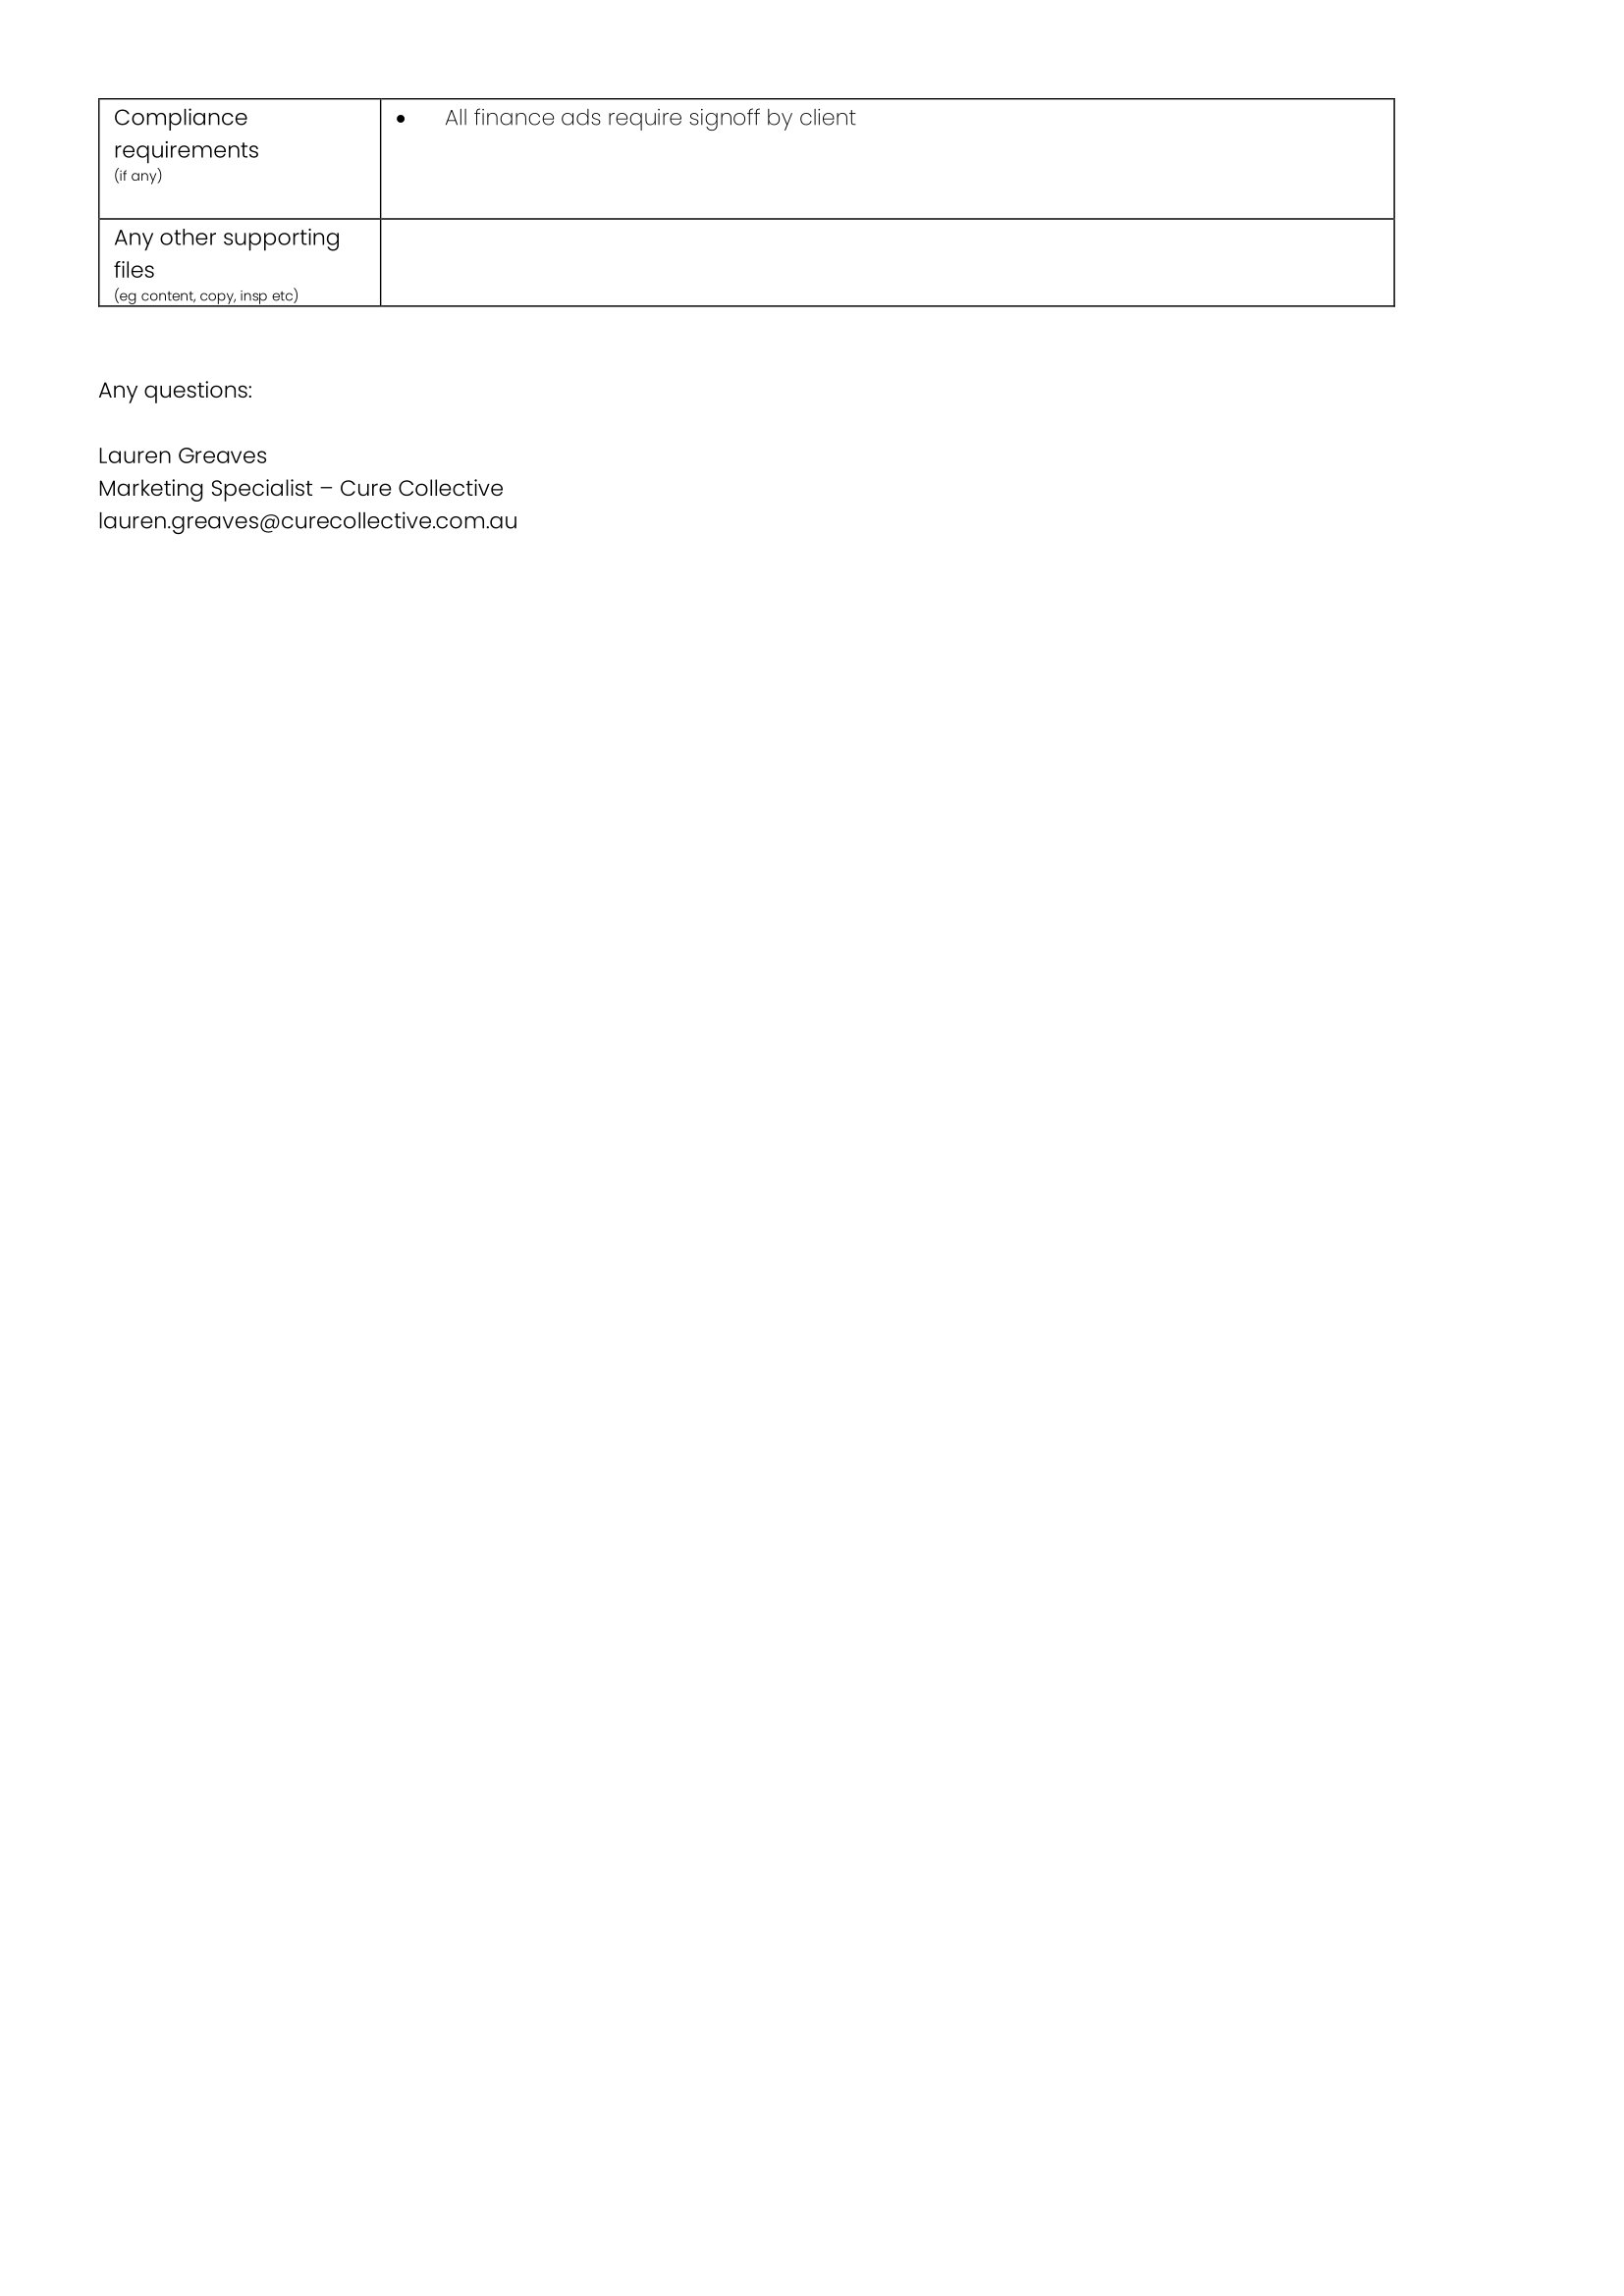 Compliance
requirements
(if any)
• All finance ads require signoff by client
Any other supporting
files
(eg content, copy, insp etc)
Any questions:
Lauren Greaves
Marketing Specialist – Cure Collective
lauren.greaves@curecollective.com.au